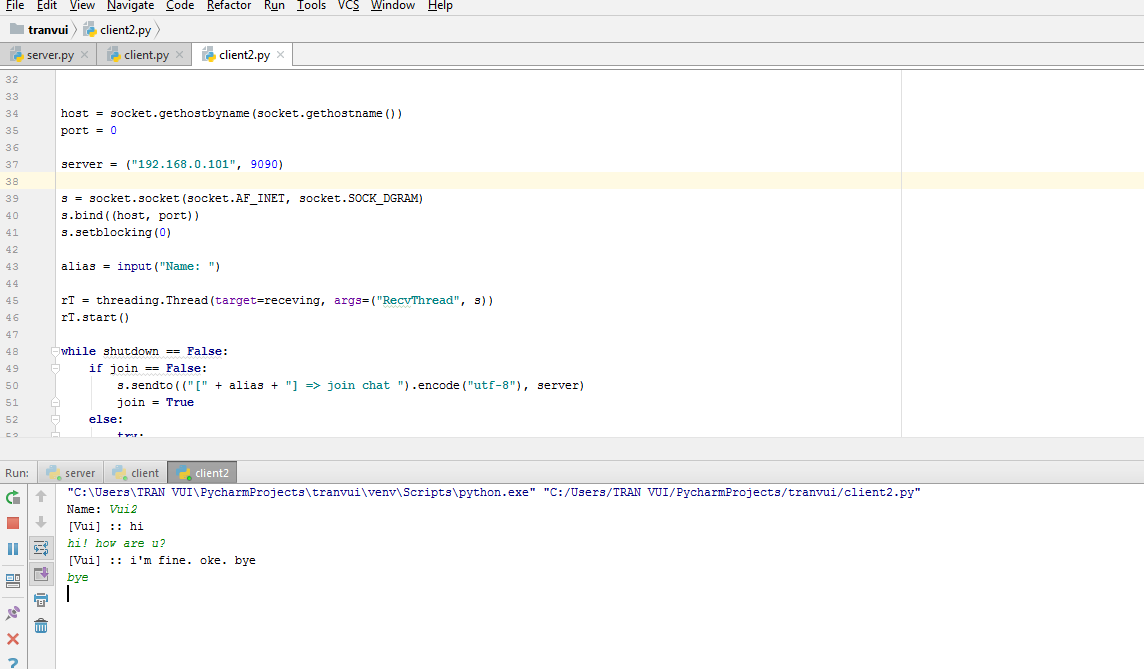 File Edit View Navigate Code Refactor Run Tools VCS Window Help
tranvui client2.py
server.py client.py client2.py
32
33
34 host = socket.gethostbyname(socket.gethostname())
35 port = 0
36
37 server = ("192.168.0.101", 9090)
38
39 s = socket.socket(socket.AF_INET, socket.SOCK_DGRAM)
40 s.bind((host, port))
41 s.setblocking(0)
42
43 alias = input("Name: ")
44
45 rT = threading.Thread(target=receving, args=("RecvThread", s))
46 rT.start()
47
48 while shutdown == False:
49 if join == False:
50 s.sendto(("[" + alias + "] => join chat ").encode("utf-8"), server)
51 join = True
52 else:
53 try:
Run: server client client2
"C:\Users\TRAN VUI\PycharmProjects\tranvui\venv\Scripts\python.exe" "C:/Users/TRAN VUI/PycharmProjects/tranvui/client2.py"
Name: Vui2
[Vui] :: hi
hi! how are u?
[Vui] :: i'm fine. oke. bye
bye